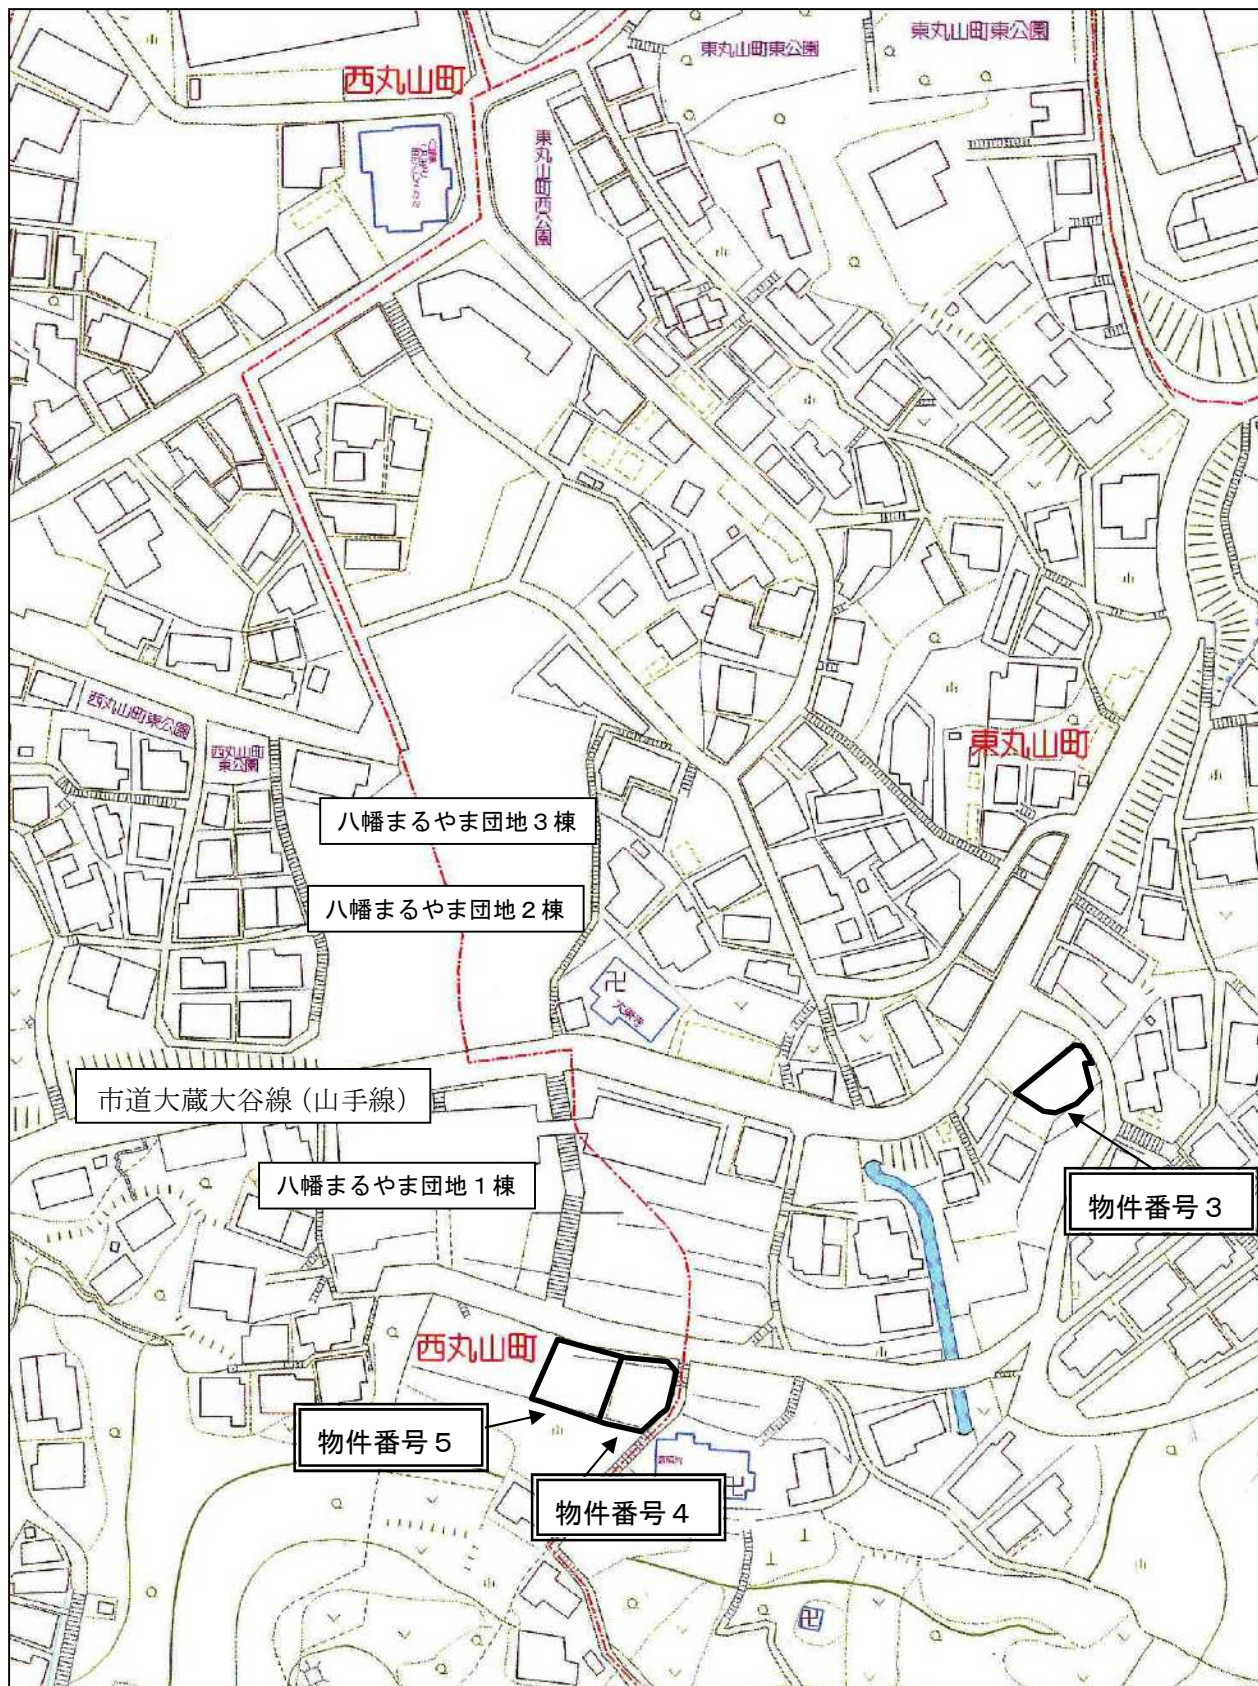 東丸山町東公園
東丸山町東公園
西丸山町
東丸山町西公園
西丸山町東公園
西丸山町
東公園
東丸山町
八幡まるやま団地3棟
八幡まるやま団地2棟
市道大蔵大谷線（山手線）
八幡まるやま団地1棟
物件番号3
西丸山町
物件番号5
物件番号4